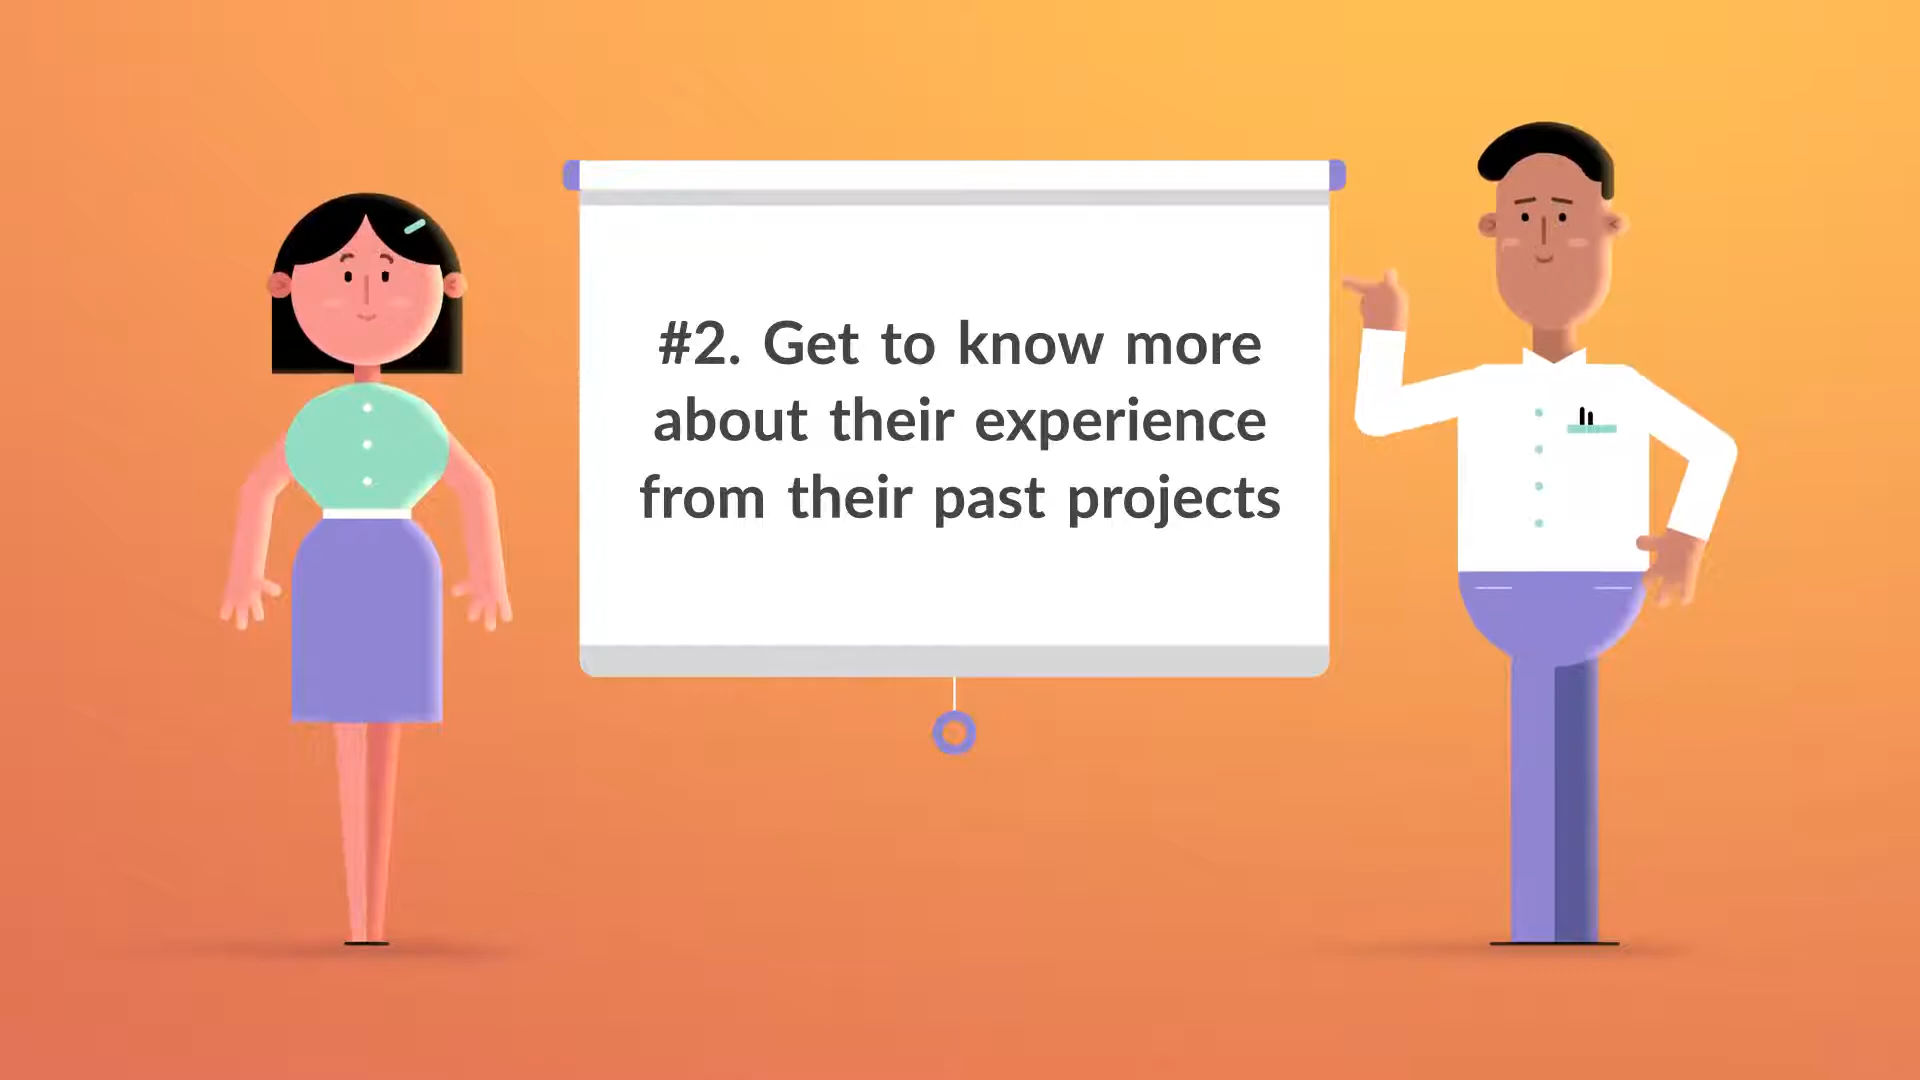 #2. Get to know more
about their experience
from their past projects